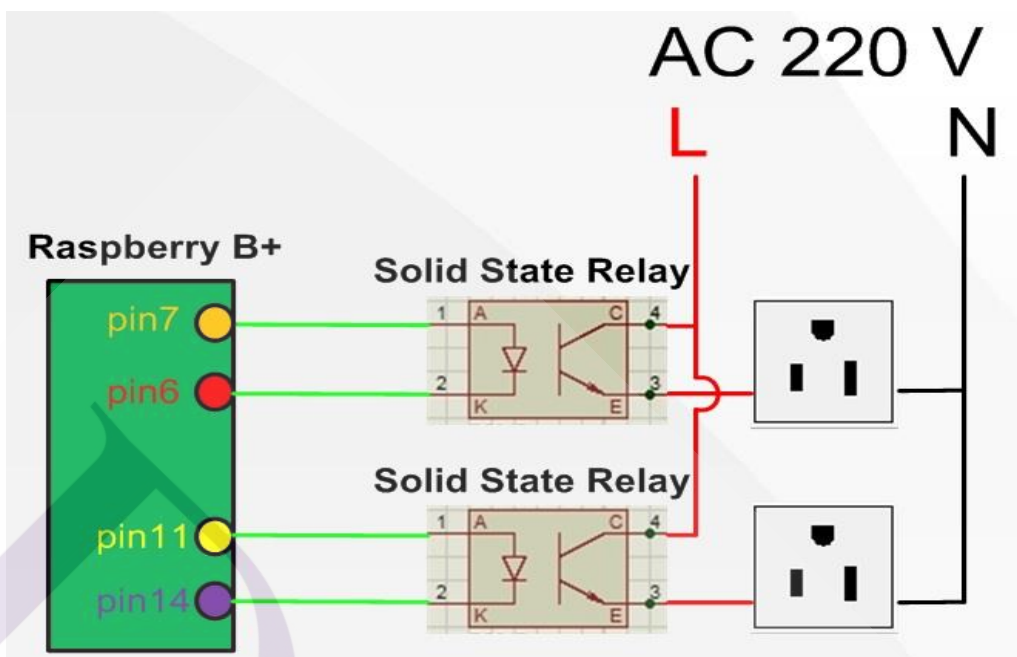 AC 220 V
L N
Raspberry B+
Solid State Relay
pin7
1 A C 4
pin6
2 K E 3
Solid State Relay
pin11
1 A C 4
pin14
2 K E 3